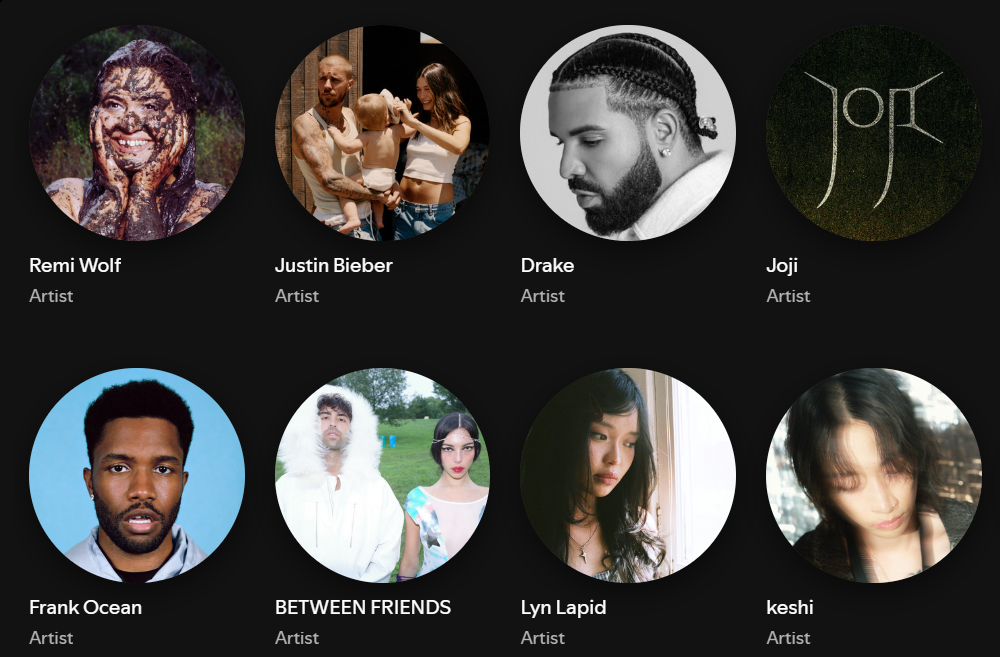 joji
Remi Wolf
Artist
Justin Bieber
Artist
Drake
Artist
Joji
Artist
Frank Ocean
Artist
BETWEEN FRIENDS
Artist
Lyn Lapid
Artist
keshi
Artist